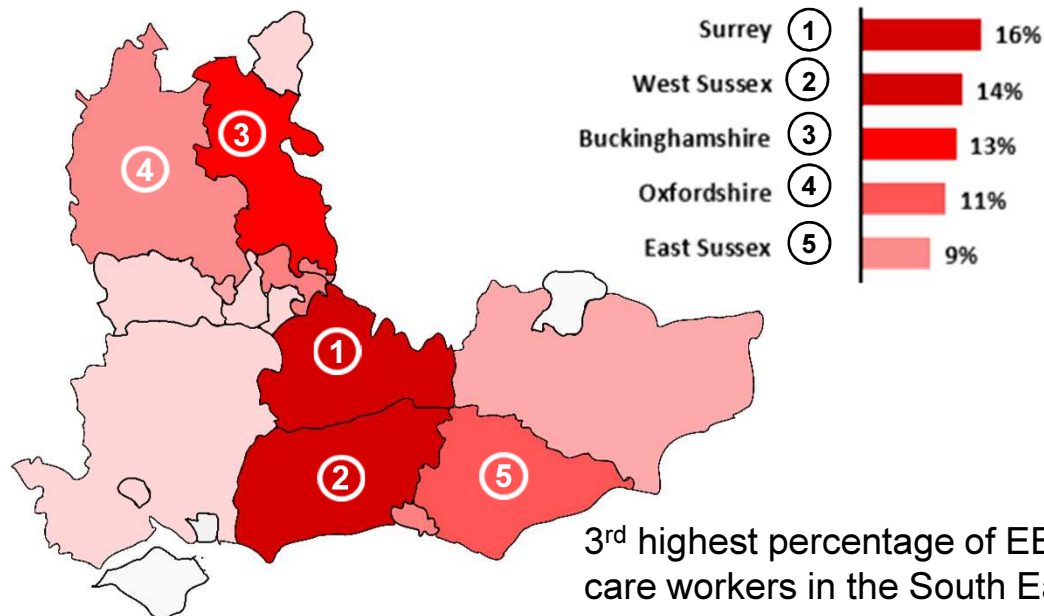 Surrey 1 16%
West Sussex 2 14%
Buckinghamshire 3 13%
Oxfordshire 4 11%
East Sussex 5 9%
3
4
1
2
5
3rd highest percentage of
care workers in the South